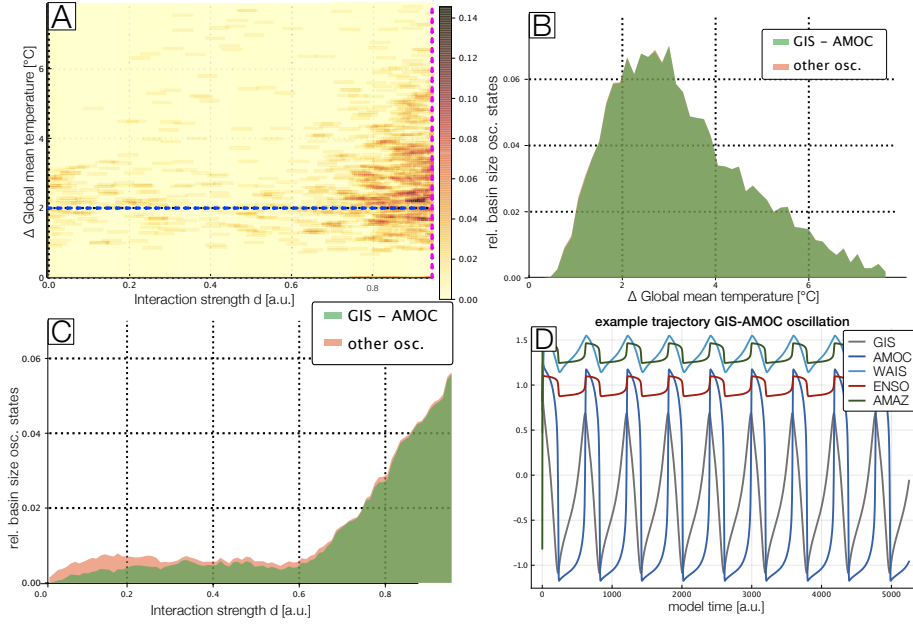 A
Δ Global mean temperature [°C]
6
4
2
0
0.0
0.2
0.4
0.6
0.8
Interaction strength d [a.u.]
0.14
0.12
0.10
0.08
0.06
0.04
0.02
0.00
B
GIS – AMOC
other osc.
rel. basin size osc. states
0.06
0.04
0.02
0.00
2
4
6
Δ Global mean temperature [°C]
C
GIS – AMOC
other osc.
rel. basin size osc. states
0.06
0.04
0.02
0.00
0.0
0.2
0.4
0.6
0.8
Interaction strength d [a.u.]
D
example trajectory GIS-AMOC oscillation
GIS
AMOC
WAIS
ENSO
AMAZ
1.5
1.0
0.5
0.0
−0.5
−1.0
0
1000
2000
3000
4000
5000
model time [a.u.]